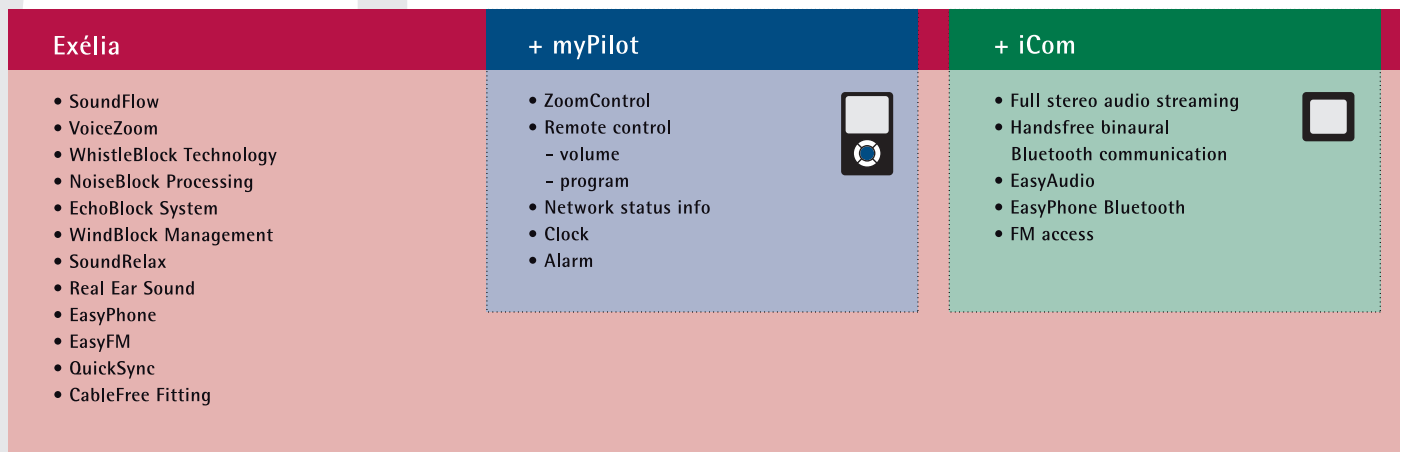 Exélia
• SoundFlow
• VoiceZoom
• WhistleBlock Technology
• NoiseBlock Processing
• EchoBlock System
• WindBlock Management
• SoundRelax
• Real Ear Sound
• EasyPhone
• EasyFM
• QuickSync
• CableFree Fitting
+ myPilot
• ZoomControl
• Remote control
– volume
– program
• Network status info
• Clock
• Alarm
+ iCom
• Full stereo audio streaming
• Handsfree binaural
Bluetooth communication
• EasyAudio
• EasyPhone Bluetooth
• FM access